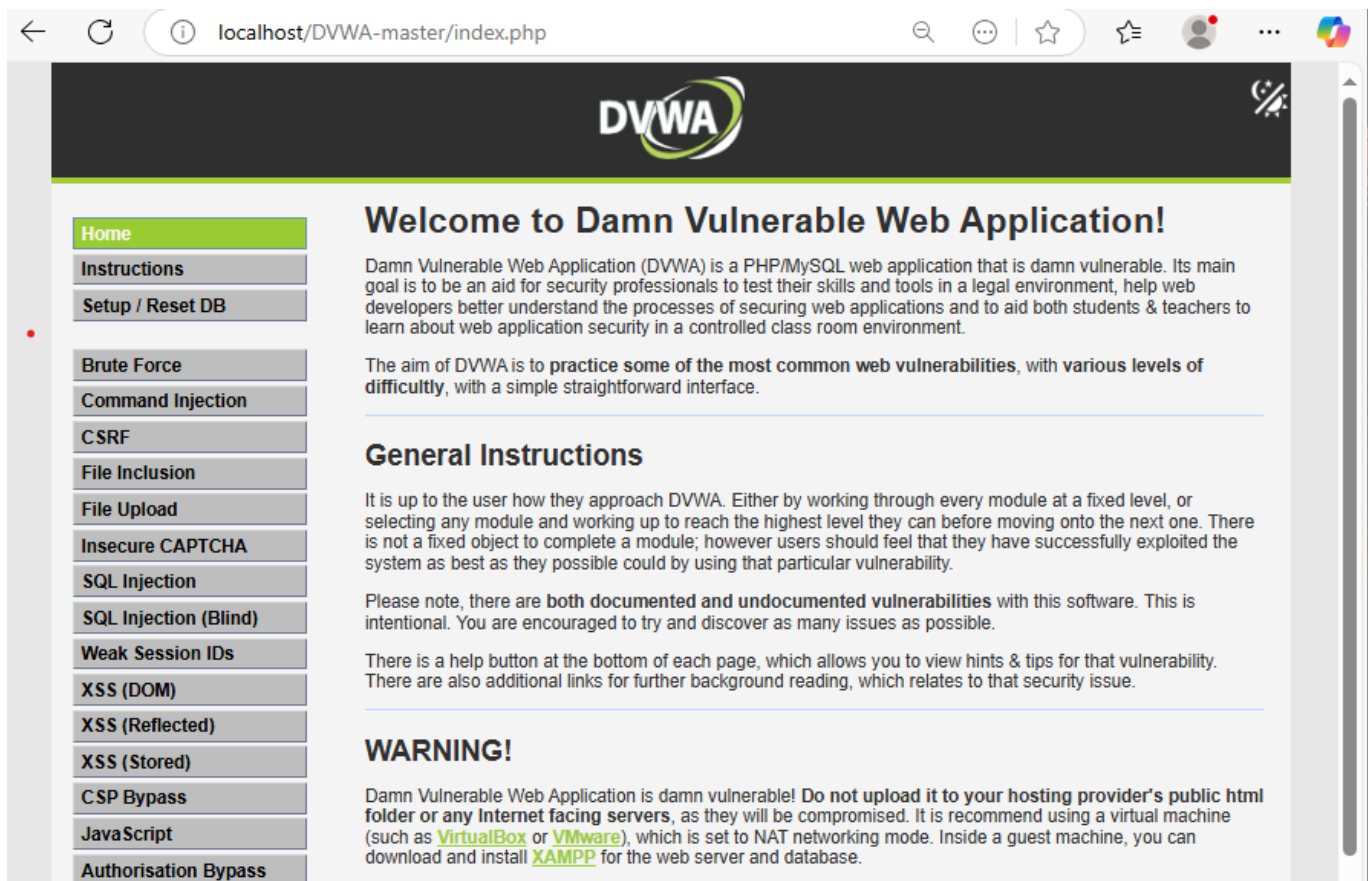 localhost/DVWA-master/index.php
DVWA
Home
Instructions
Setup / Reset DB
Brute Force
Command Injection
CSRF
File Inclusion
File Upload
Insecure CAPTCHA
SQL Injection
SQL Injection (Blind)
Weak Session IDs
XSS (DOM)
XSS (Reflected)
XSS (Stored)
CSP Bypass
JavaScript
Authorisation Bypass
Welcome to Damn Vulnerable Web Application!
Damn Vulnerable Web Application (DVWA) is a PHP/MySQL web application that is damn vulnerable. Its main
goal is to be an aid for security professionals to test their skills and tools in a legal environment, help web
developers better understand the processes of securing web applications and to aid both students & teachers to
learn about web application security in a controlled class room environment.
The aim of DVWA is to practice some of the most common web vulnerabilities, with various levels of
difficultly, with a simple straightforward interface.
General Instructions
It is up to the user how they approach DVWA. Either by working through every module at a fixed level, or
selecting any module and working up to reach the highest level they can before moving onto the next one. There
is not a fixed object to complete a module; however users should feel that they have successfully exploited the
system as best as they possible could by using that particular vulnerability.
Please note, there are both documented and undocumented vulnerabilities with this software. This is
intentional. You are encouraged to try and discover as many issues as possible.
There is a help button at the bottom of each page, which allows you to view hints & tips for that vulnerability.
There are also additional links for further background reading, which relates to that security issue.
WARNING!
Damn Vulnerable Web Application is damn vulnerable! Do not upload it to your hosting provider's public html
folder or any Internet facing servers, as they will be compromised. It is recommend using a virtual machine
(such as VirtualBox or VMware), which is set to NAT networking mode. Inside a guest machine, you can
download and install XAMPP for the web server and database.